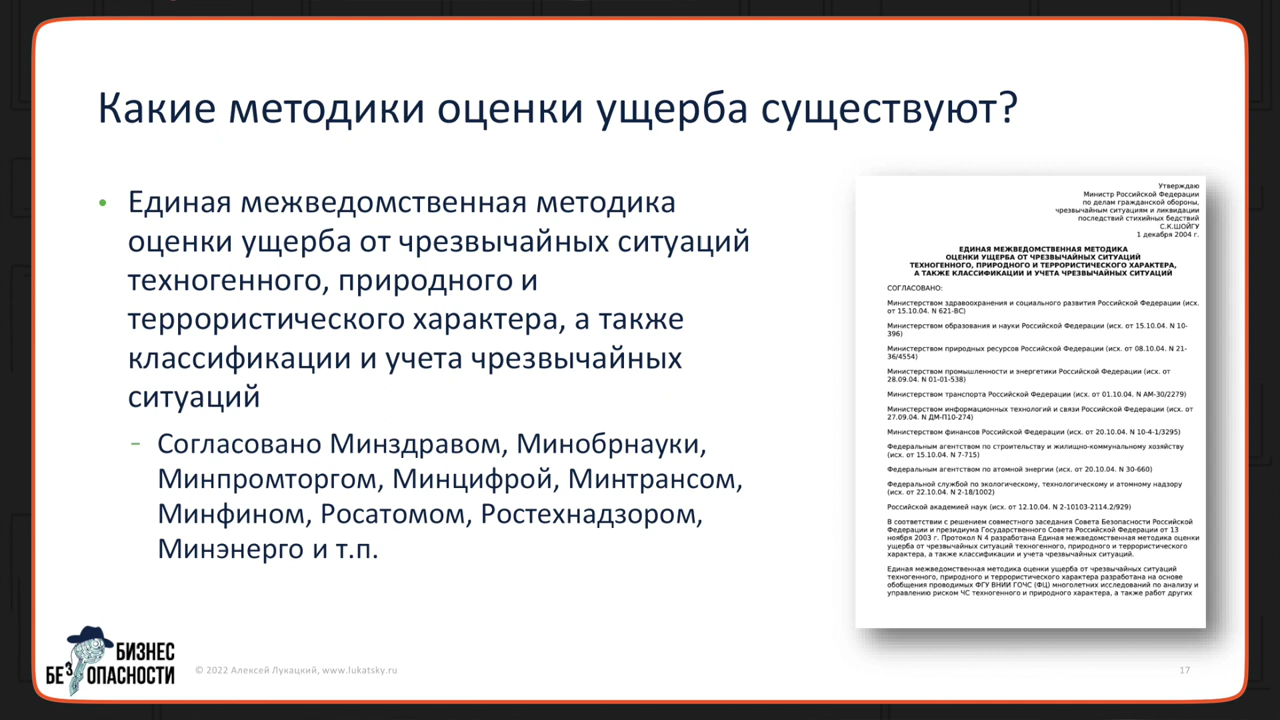 Какие методики оценки ущерба существуют?
• Единая межведомственная методика
оценки ущерба от чрезвычайных ситуаций
техногенного, природного и
террористического характера, а также
классификации и учета чрезвычайных
ситуаций
– Согласовано Минздравом, Минобрнауки,
Минпромторгом, Минцифрой, Минтрансом,
Минфином, Росатомом, Ростехнадзором,
Минэнерго и т.п.
Утверждаю
Министр Российской Федерации
по делам гражданской обороны,
чрезвычайным ситуациям и ликвидации
последствий стихийных бедствий
С.К.ШОЙГУ
1 декабря 2004 г.
ЕДИНАЯ МЕЖВЕДОМСТВЕННАЯ МЕТОДИКА
ОЦЕНКИ УЩЕРБА ОТ ЧРЕЗВЫЧАЙНЫХ СИТУАЦИЙ
ТЕХНОГЕННОГО, ПРИРОДНОГО И ТЕРРОРИСТИЧЕСКОГО ХАРАКТЕРА,
А ТАКЖЕ КЛАССИФИКАЦИИ И УЧЕТА ЧРЕЗВЫЧАЙНЫХ СИТУАЦИЙ
СОГЛАСОВАНО:
Министерством здравоохранения и социального развития Российской Федерации (исх.
от 15.10.04. N 621-ВС)
Министерством образования и науки Российской Федерации (исх. от 15.10.04. N 10-
396)
Министерством природных ресурсов Российской Федерации (исх. от 08.10.04. N 21-
36/4554)
Министерством промышленности и энергетики Российской Федерации (исх. от
28.09.04. N 01-01-538)
Министерством транспорта Российской Федерации (исх. от 01.10.04. N АМ-30/2279)
Министерством информационных технологий и связи Российской Федерации (исх. от
27.09.04. N ДМ-П10-274)
Министерством финансов Российской Федерации (исх. от 20.10.04. N 10-4-1/3295)
Федеральным агентством по строительству и жилищно-коммунальному хозяйству
(исх. от 15.10.04. N 7-715)
Федеральным агентством по атомной энергии (исх. от 20.10.04. N 30-660)
Федеральной службой по экологическому, технологическому и атомному надзору
(исх. от 22.10.04. N 2-18/1002)
Российской академией наук (исх. от 12.10.04. N 2-10103-2114.2/929)
В соответствии с решением совместного заседания Совета Безопасности Российской
Федерации и президиума Государственного Совета Российской Федерации от 13
ноября 2003 г. Протокол N 4 разработана Единая межведомственная методика оценки
ущерба от чрезвычайных ситуаций техногенного, природного и террористического
характера, а также классификации и учета чрезвычайных ситуаций.
Единая межведомственная методика оценки ущерба от чрезвычайных ситуаций
техногенного, природного и террористического характера разработана на основе
обобщения проводимых ФГУ ВНИИ ГОЧС (ФЦ) многолетних исследований по анализу и
управлению риском ЧС техногенного и природного характера, а также работ других
БИЗНЕС
БЕЗОПАСНОСТИ
© 2022 Алексей Лукацкий, www.lukatsky.ru
17